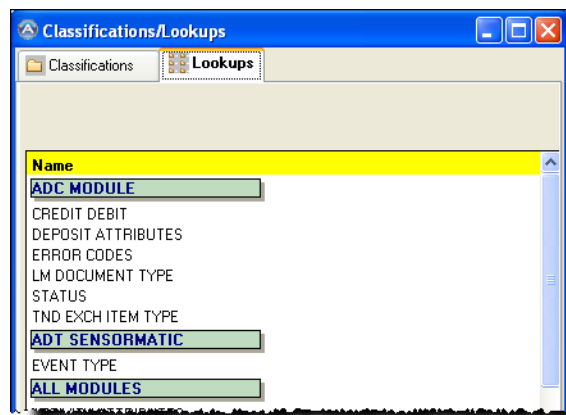 Classifications/Lookups
Classifications
Lookups
Name
ADC MODULE
CREDIT DEBIT
DEPOSIT ATTRIBUTES
ERROR CODES
LM DOCUMENT TYPE
STATUS
TND EXCH ITEM TYPE
ADT SENSORMATIC
EVENT TYPE
ALL MODULES